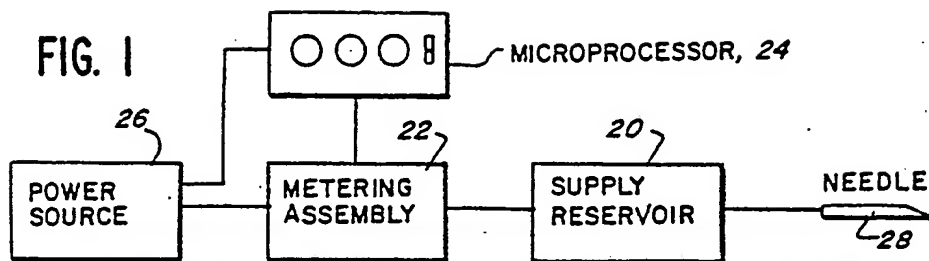 FIG. 1
MICROPROCESSOR, 24
26
22
20
POWER
SOURCE
METERING
ASSEMBLY
SUPPLY
RESERVOIR
NEEDLE
28